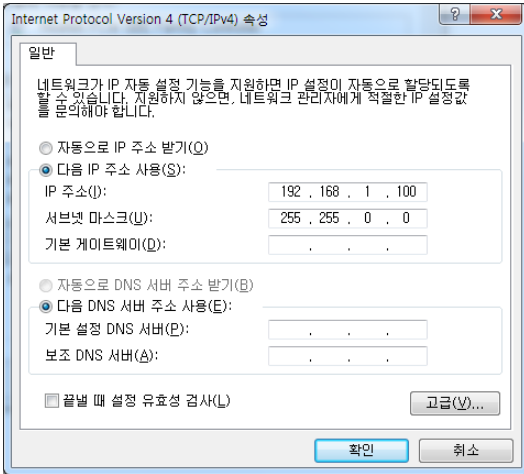 Internet Protocol Version 4 (TCP/IPv4) 속성
일반
네트워크가 IP 자동 설정 기능을 지원하면 IP 설정이 자동으로 할당되도록
할 수 있습니다. 지원하지 않으면, 네트워크 관리자에게 적절한 IP 설정값
을 문의해야 합니다.
자동으로 IP 주소 받기(O)
다음 IP 주소 사용(S):
IP 주소(I): 192 . 168 . 1 . 100
서브넷 마스크(U): 255 . 255 . 0 . 0
기본 게이트웨이(D): . . .
자동으로 DNS 서버 주소 받기(B)
다음 DNS 서버 주소 사용(E):
기본 설정 DNS 서버(P): . . .
보조 DNS 서버(A): . . .
끝낼 때 설정 유효성 검사(L)
고급(V)...
확인 취소